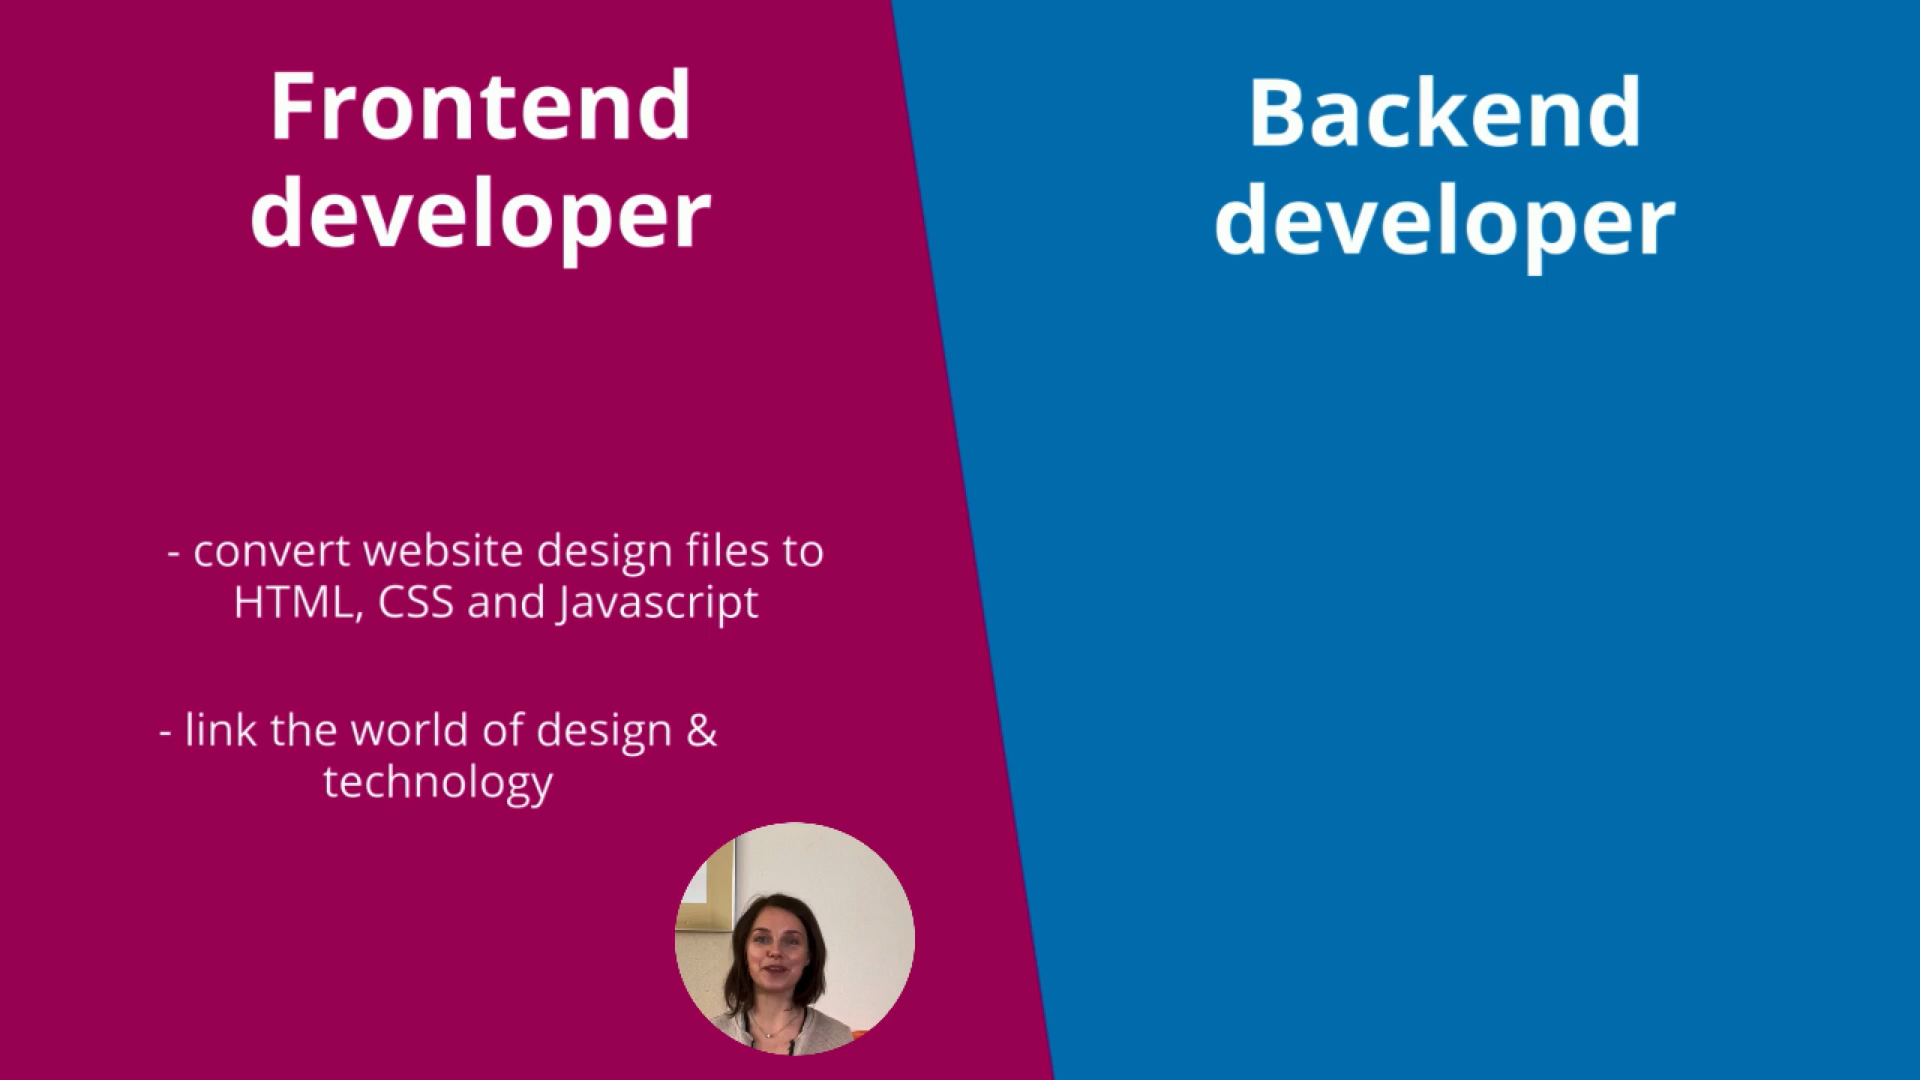 Frontend
developer
- convert website design files to
HTML, CSS and Javascript
- link the world of design &
technology
Backend
developer